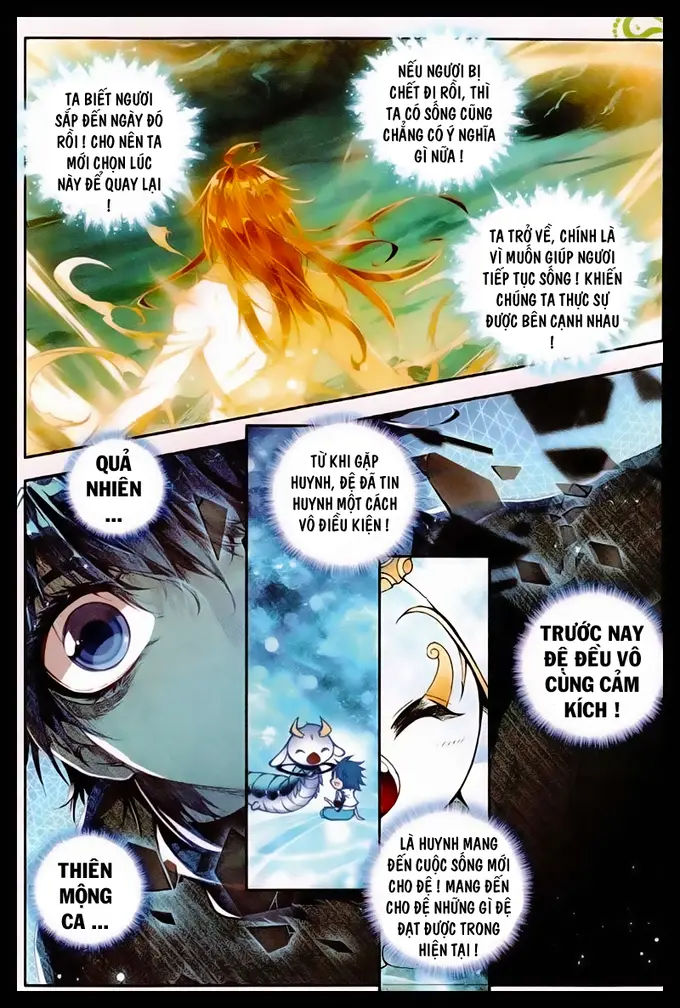 TA BIẾT NGƯƠI
SẮP ĐẾN NGÀY ĐÓ
RỒI ! CHO NÊN TA
MỚI CHỌN LÚC
NÀY ĐỂ QUAY LẠI
!
NẾU NGƯƠI BỊ
CHẾT ĐI RỒI, THÌ
TA CÓ SỐNG CŨNG
CHẲNG CÓ Ý NGHĨA
GÌ NỮA !
TA TRỞ VỀ, CHÍNH LÀ
VÌ MUỐN GIÚP NGƯƠI
TIẾP TỤC SỐNG ! KHIẾN
CHÚNG TA THỰC SỰ
ĐƯỢC BÊN CẠNH NHAU
!
QUẢ
NHIÊN
...
TỪ KHI GẶP
HUYNH, ĐỆ ĐÃ TIN
HUYNH MỘT CÁCH
VÔ ĐIỀU KIỆN !
TRƯỚC NAY
ĐỆ ĐỀU VÔ
CÙNG CẢM
KÍCH !
THIÊN
MỘNG
CA ...
LÀ HUYNH MANG
ĐẾN CUỘC SỐNG MỚI
CHO ĐỆ ! MANG ĐẾN
CHO ĐỆ NHỮNG GÌ ĐỆ
ĐẠT ĐƯỢC TRONG
HIỆN TẠI !